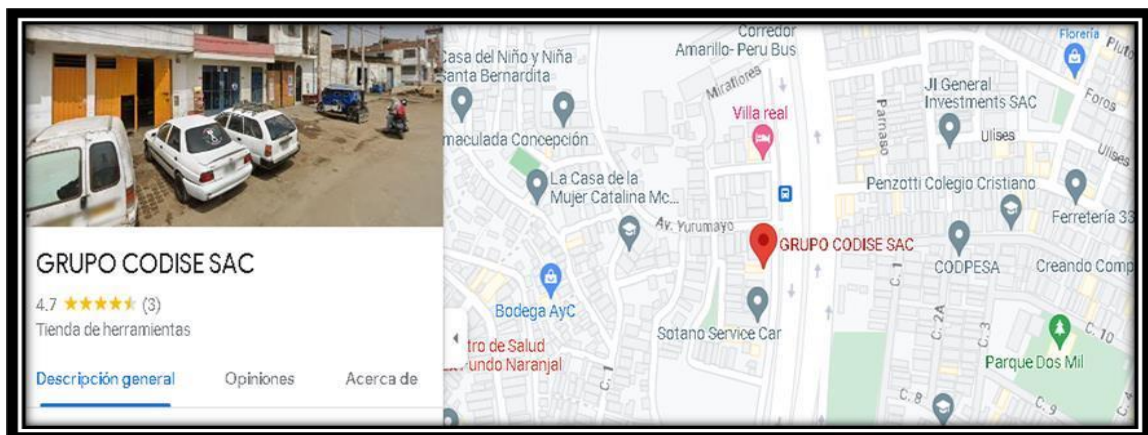 GRUPO CODISE SAC
4.7
(3)
Tienda de herramientas
Descripción general
Opiniones
Acerca de
Corredor
Amarillo- Peru Bus
Florería
Pluto
Casa del Niño y Niña
Santa Bernardita
Miraflores
JI General
Investments SAC
Foros
Villa real
Parnaso
Ulises
Ulises
maculada Concepción
La Casa de la
Mujer Catalina Mc...
Penzotti Colegio Cristiano
Ferretería 33
Av. Yurumayo
GRUPO CODISE SAC
CODPESA
Creando Comp
C. 1
Bodega AyC
Sotano Service Car
C. 2A
C. 3
C. 10
tro de Salud
Fundo Naranjal
Parque Dos Mil
C. 1
C. 8
C. 9
C. 4